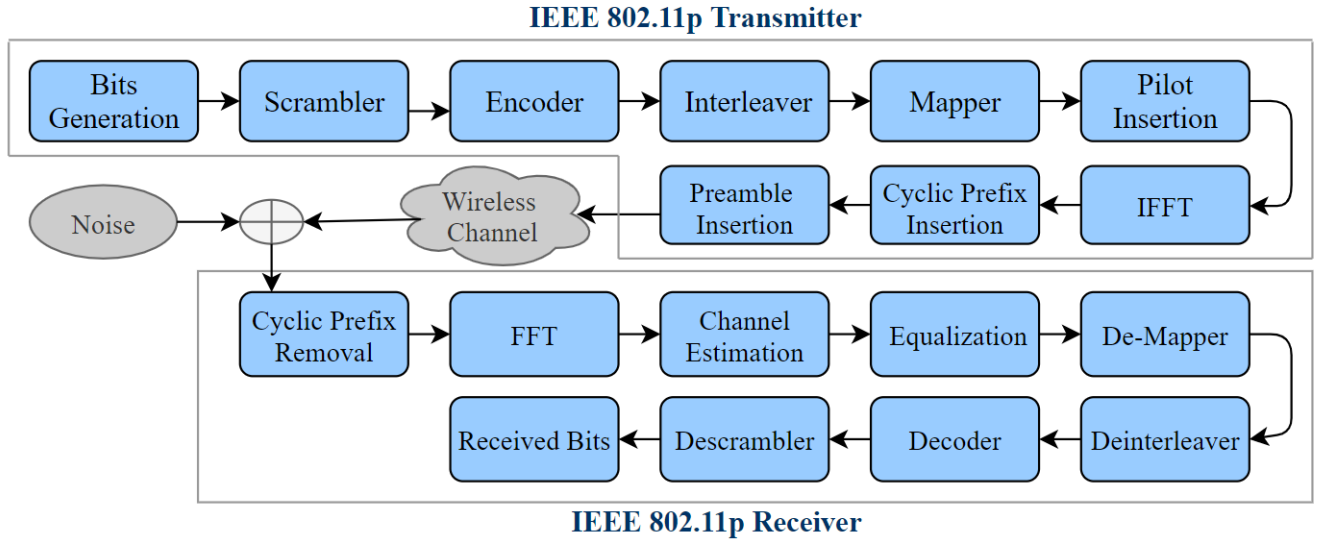 IEEE 802.11p Transmitter
Bits
Generation
Scrambler
Encoder
Interleaver
Mapper
Pilot
Insertion
IFFT
Cyclic Prefix
Insertion
Preamble
Insertion
Wireless
Channel
Noise
Cyclic Prefix
Removal
FFT
Channel
Estimation
Equalization
De-Mapper
Deinterleaver
Decoder
Descrambler
Received Bits
IEEE 802.11p Receiver